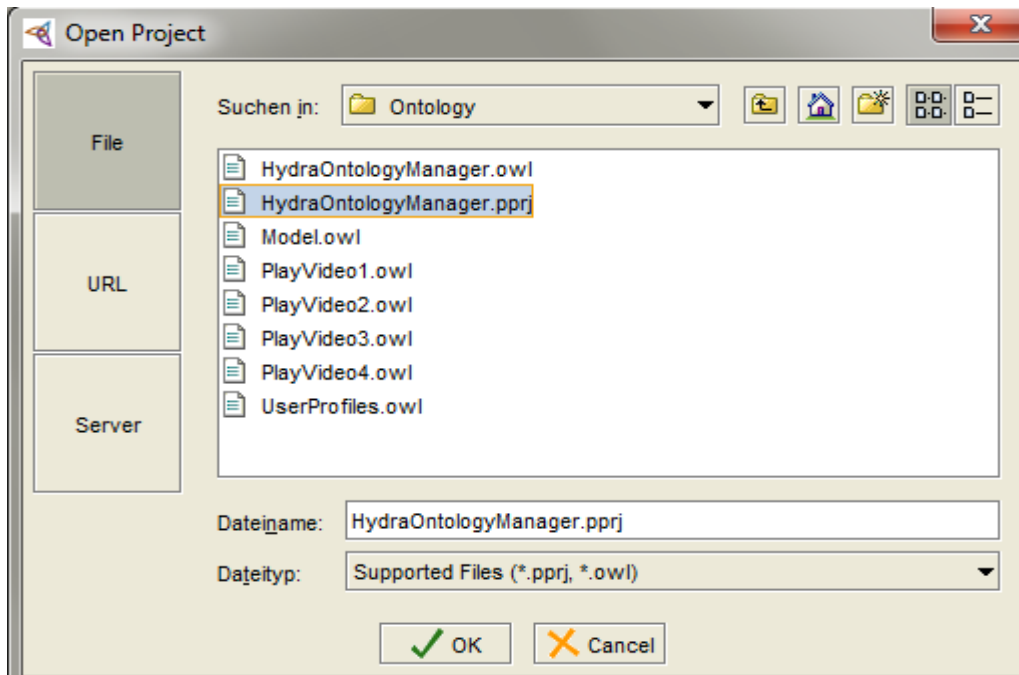 Open Project
File
URL
Server
Suchen in: Ontology
HydraOntologyManager.owl
HydraOntologyManager.pprj
Model.owl
PlayVideo1.owl
PlayVideo2.owl
PlayVideo3.owl
PlayVideo4.owl
UserProfiles.owl
Dateiname: HydraOntologyManager.pprj
Dateityp: Supported Files (*.pprj, *.owl)
OK Cancel